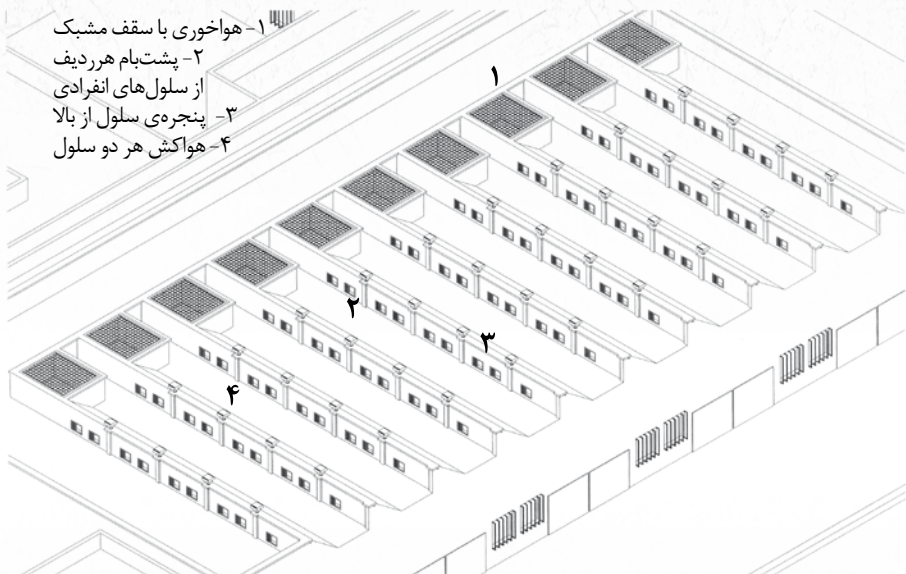 ۱- هواخوری با سقف مشبک
۲- پشت‌بام هرردیف
از سلول‌های انفرادی
۳- پنجره‌ی سلول از بالا
۴- هواکش هر دو سلول
۱
۲
۳
۴